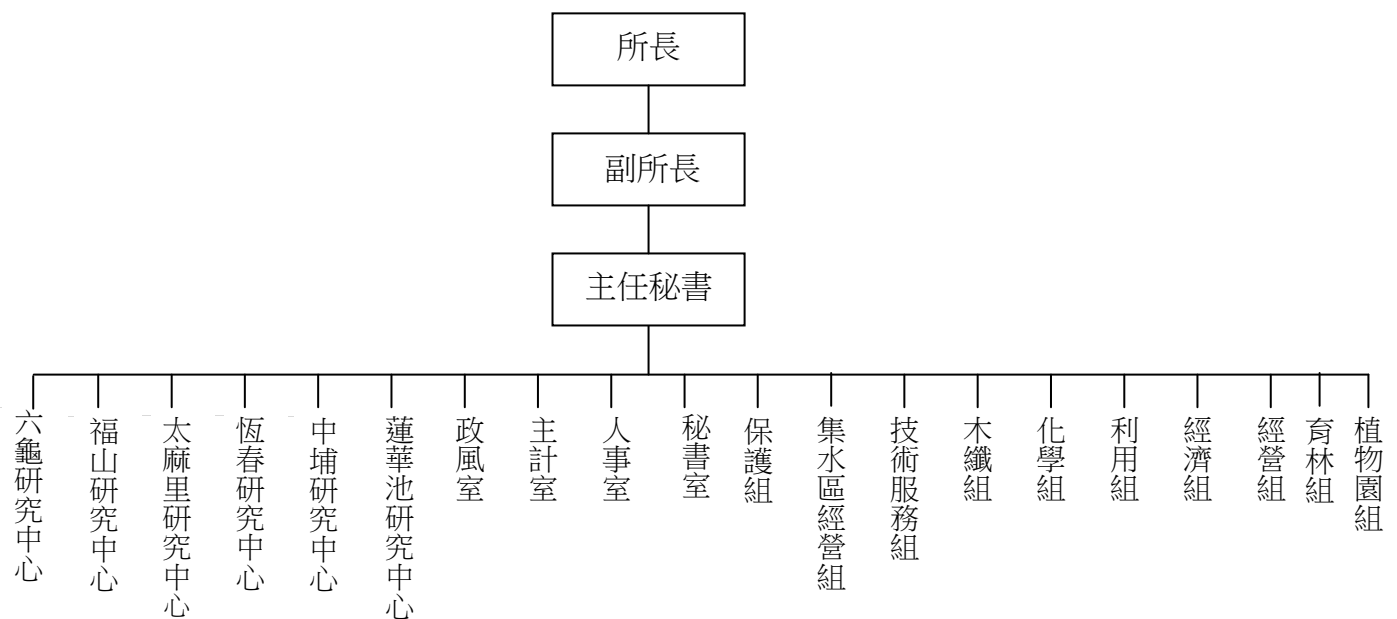 所長
副所長
主任秘書
六龜研究中心
福山研究中心
太麻里研究中心
恆春研究中心
中埔研究中心
蓮華池研究中心
政風室
主計室
人事室
秘書室
保護組
集水區經營組
技術服務組
木纖組
化學組
利用組
經濟組
經營組
育林組
植物園組